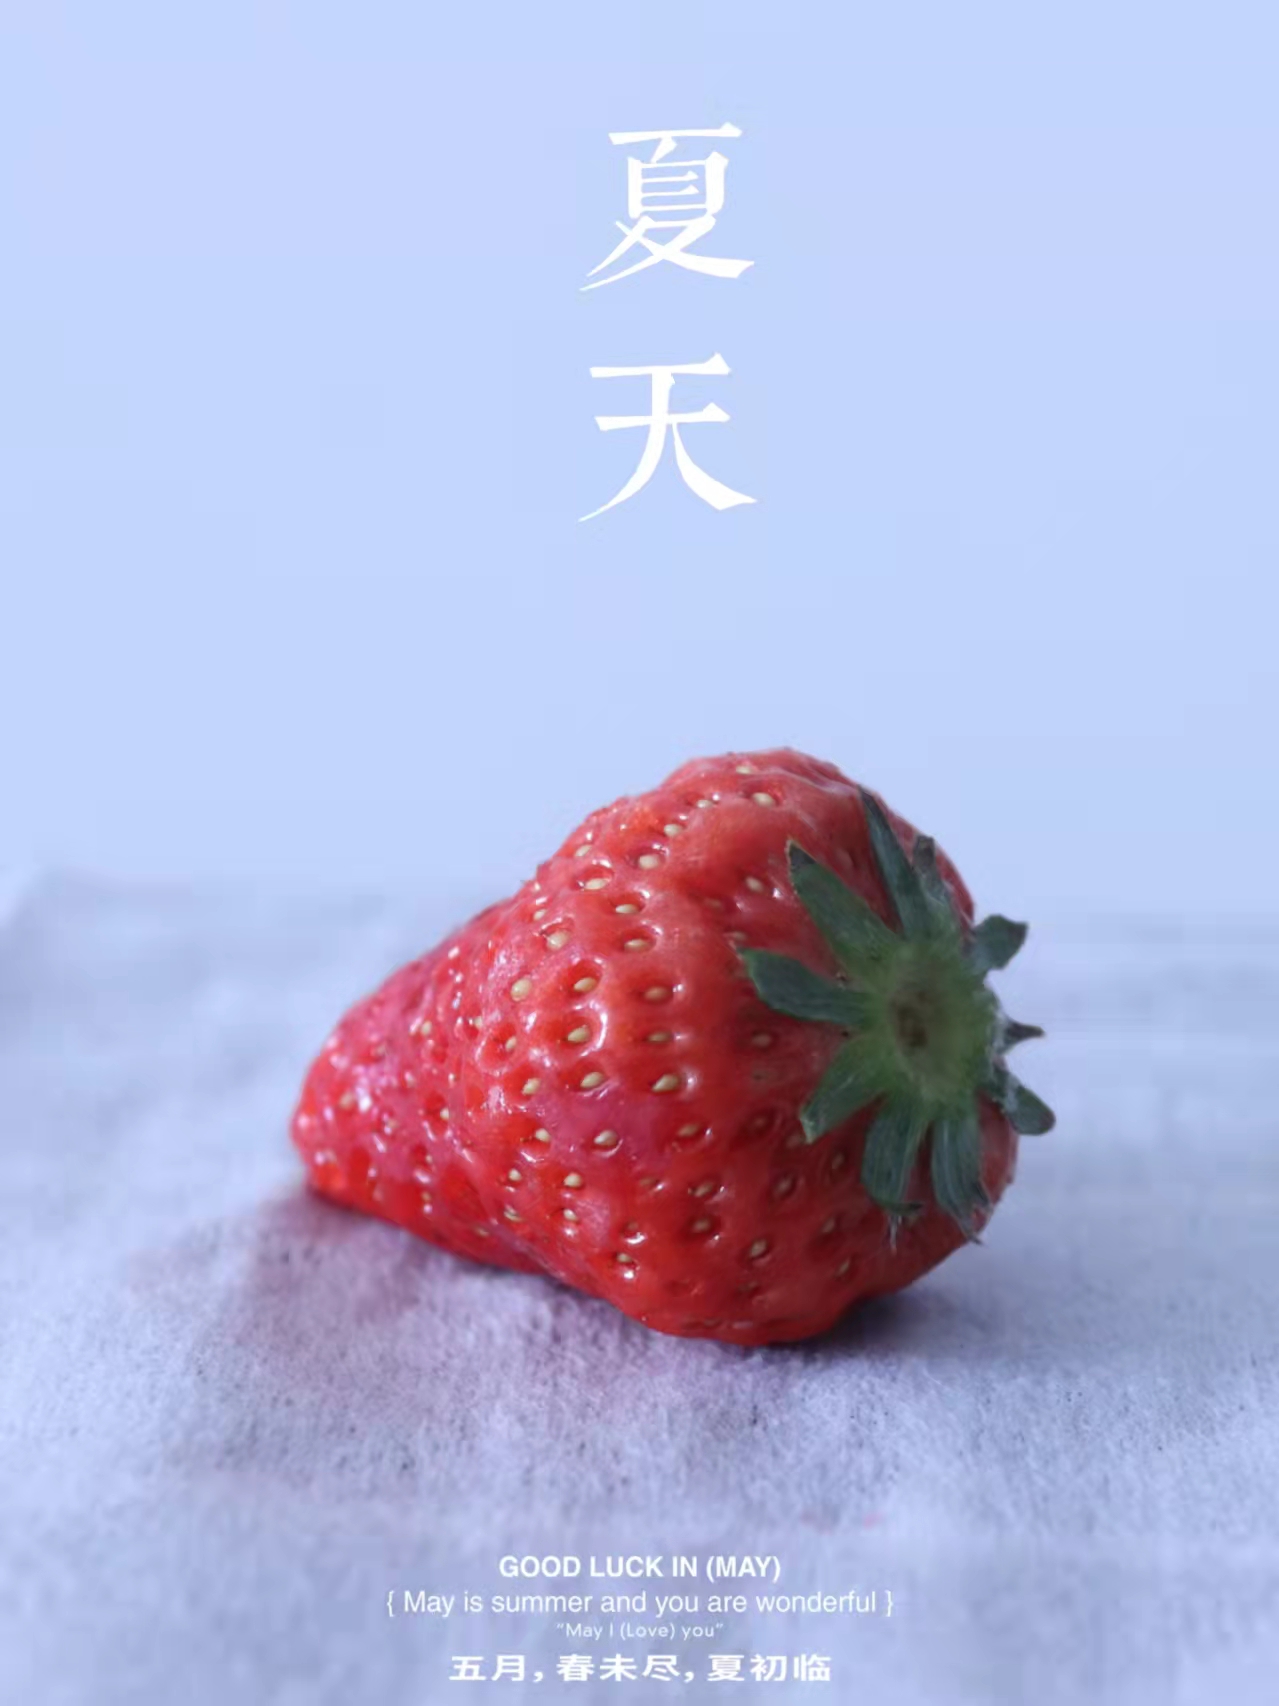 夏天
GOOD LUCK IN (MAY)
{ May is summer and you are wonderful }
"May I (Love) you"
五月，春未尽，夏初临